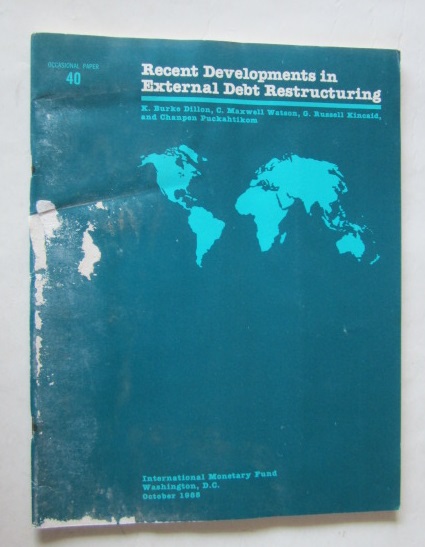 OCCASIONAL PAPER
40
Recent Developments in
External Debt Restructuring
K. Burke Dillon, C. Maxwell Watson, G. Russell Kincaid,
and Chanpen Puckahtikom
International Monetary Fund
Washington, D.C.
October 1985